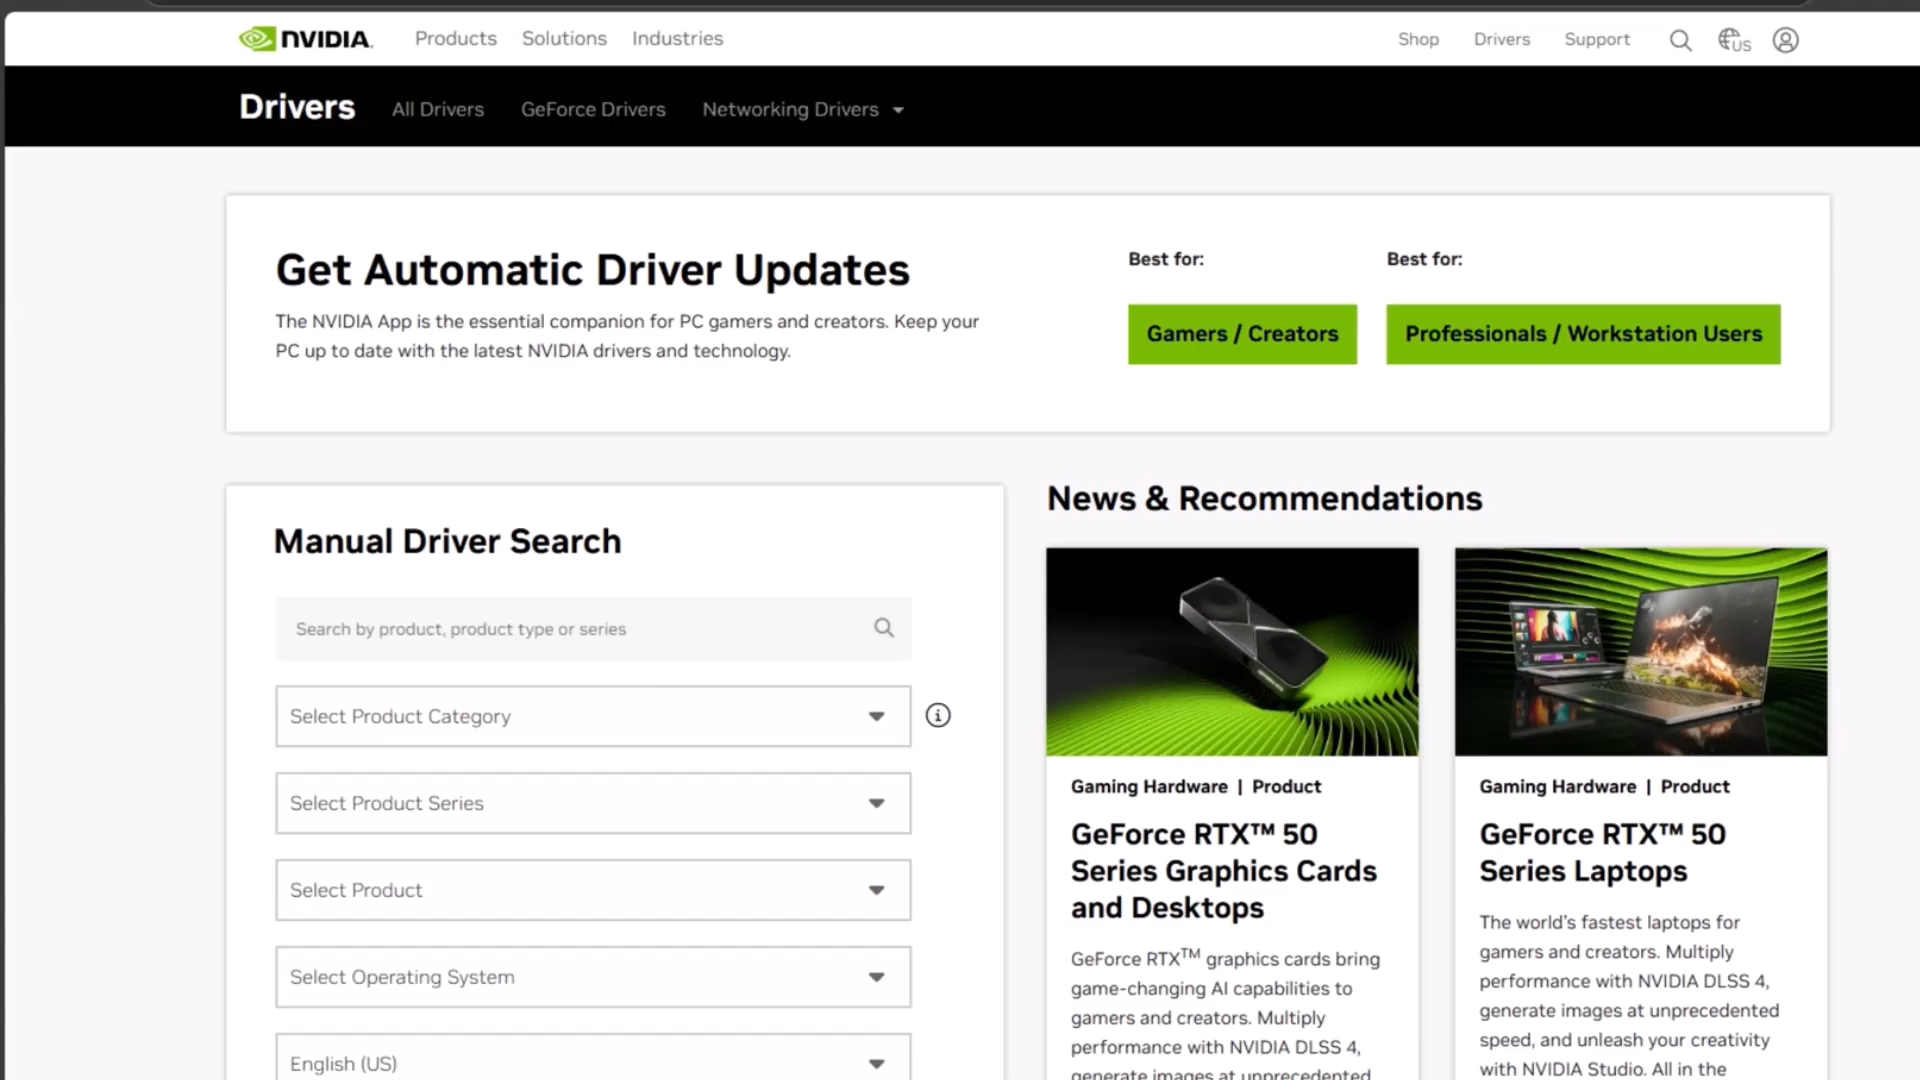 NVIDIA.
Products Solutions Industries
Shop Drivers Support US
Drivers All Drivers GeForce Drivers Networking Drivers
Get Automatic Driver Updates
The NVIDIA App is the essential companion for PC gamers and creators. Keep your
PC up to date with the latest NVIDIA drivers and technology.
Best for:
Gamers / Creators
Best for:
Professionals / Workstation Users
Manual Driver Search
Search by product, product type or series
Select Product Category
Select Product Series
Select Product
Select Operating System
English (US)
News & Recommendations
Gaming Hardware | Product
GeForce RTX™ 50
Series Graphics Cards
and Desktops
GeForce RTX™ graphics cards bring
game-changing AI capabilities to
gamers and creators. Multiply
performance with NVIDIA DLSS 4,
generate images at unprecedented
Gaming Hardware | Product
GeForce RTX™ 50
Series Laptops
The world’s fastest laptops for
gamers and creators. Multiply
performance with NVIDIA DLSS 4,
generate images at unprecedented
speed, and unleash your creativity
with NVIDIA Studio. All in the